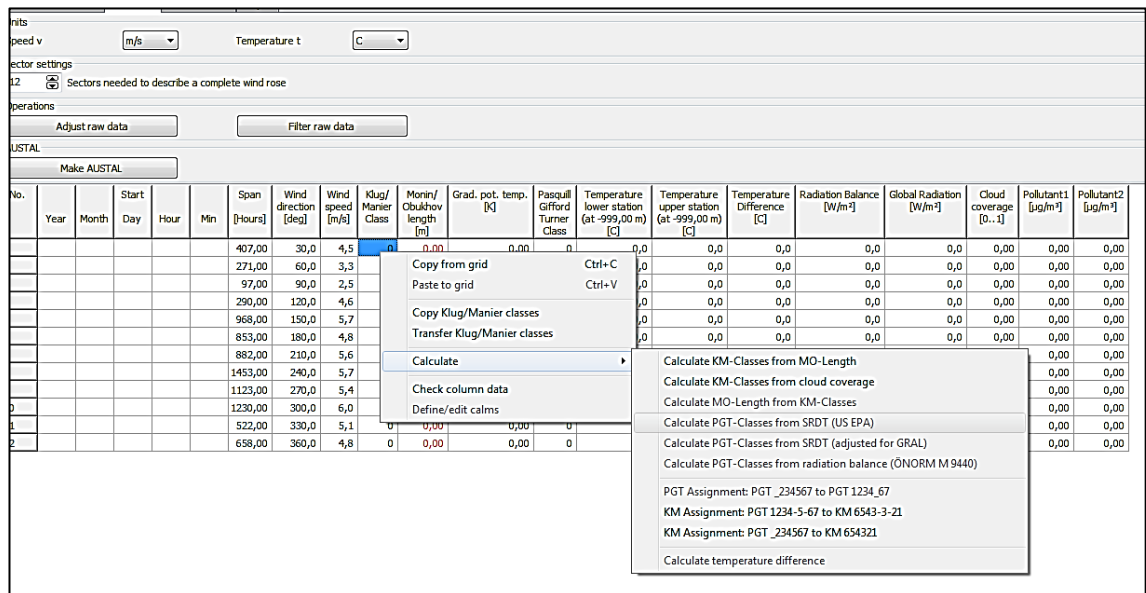 nits
peed v m/s Temperature t C
ector settings
12 Sectors needed to describe a complete wind rose
Operations
Adjust raw data Filter raw data
AUSTAL
Make AUSTAL
No. Year Month Start Day Hour Min Span [Hours] Wind direction [deg] Wind speed [m/s] Klug/ Manier Class Monin/ Obukhov length [m] Grad. pot. temp. [K] Pasquill Gifford Turner Class Temperature lower station (at -999,00 m) [C] Temperature upper station (at -999,00 m) [C] Temperature Difference [C] Radiation Balance [W/m²] Global Radiation [W/m²] Cloud coverage [0..1] Pollutant1 [µg/m³] Pollutant2 [µg/m³]
407,00 30,0 4,5 0 0,00 0,00 0 0,0 0,0 0,0 0,0 0,0 0,00 0,00 0,00
271,00 60,0 3,3 Copy from grid Ctrl+C ,0 0,0 0,0 0,0 0,0 0,00 0,00 0,00
97,00 90,0 2,5 Paste to grid Ctrl+V ,0 0,0 0,0 0,0 0,0 0,00 0,00 0,00
290,00 120,0 4,6 Copy Klug/Manier classes ,0 0,0 0,0 0,0 0,0 0,00 0,00 0,00
968,00 150,0 5,7 ,0 0,0 0,0 0,0 0,0 0,00 0,00 0,00
853,00 180,0 4,8 Transfer Klug/Manier classes ,0 0,0 0,0 0,0 0,0 0,00 0,00 0,00
882,00 210,0 5,6 Calculate Calculate KM-Classes from MO-Length 0,00 0,00
1453,00 240,0 5,7 Calculate KM-Classes from cloud coverage 0,00 0,00
1123,00 270,0 5,4 Check column data Calculate MO-Length from KM-Classes 0,00 0,00
0 1230,00 300,0 6,0 Define/edit calms 0,00 0,00
1 522,00 330,0 5,1 0 0,00 0,00 0 Calculate PGT-Classes from SRDT (US EPA) 0,00 0,00
2 658,00 360,0 4,8 0 0,00 0,00 0 Calculate PGT-Classes from SRDT (adjusted for GRAL) 0,00 0,00
Calculate PGT-Classes from radiation balance (ÖNORM M 9440)
PGT Assignment: PGT _234567 to PGT 1234_67
KM Assignment: PGT 1234-5-67 to KM 6543-3-21
KM Assignment: PGT _234567 to KM 654321
Calculate temperature difference